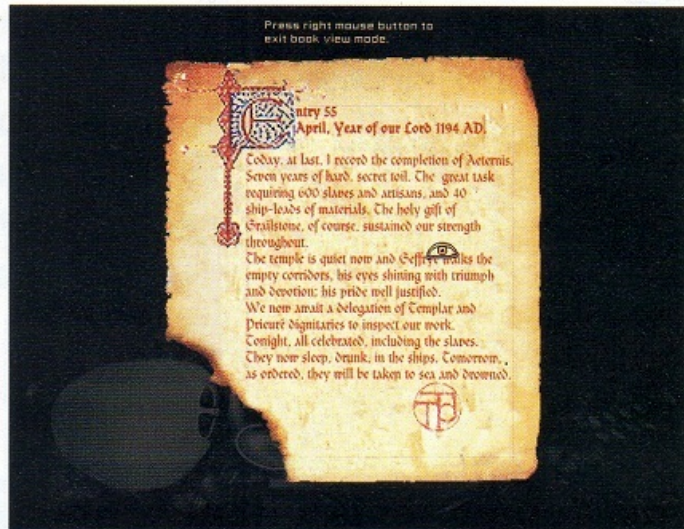 Press right mouse button to
exit book view mode.
Entry 55
April, Year of our Lord 1194 AD.
Today, at last, I record the completion of Aeternis.
Seven years of hard, secret toil. The great task
requiring 600 slaves and artisans, and 40
ship-loads of materials. The holy gift of
Grailstone, of course, sustained our strength
throughout.
The temple is quiet now and Geffrye walks the
empty corridors, his eyes shining with triumph
and devotion; his pride well justified.
We now await a delegation of Templar and
Prieuré dignitaries to inspect our work.
Tonight, all celebrated, including the slaves.
They now sleep, drunk, in the ships. Tomorrow,
as ordered, they will be taken to sea and drowned.